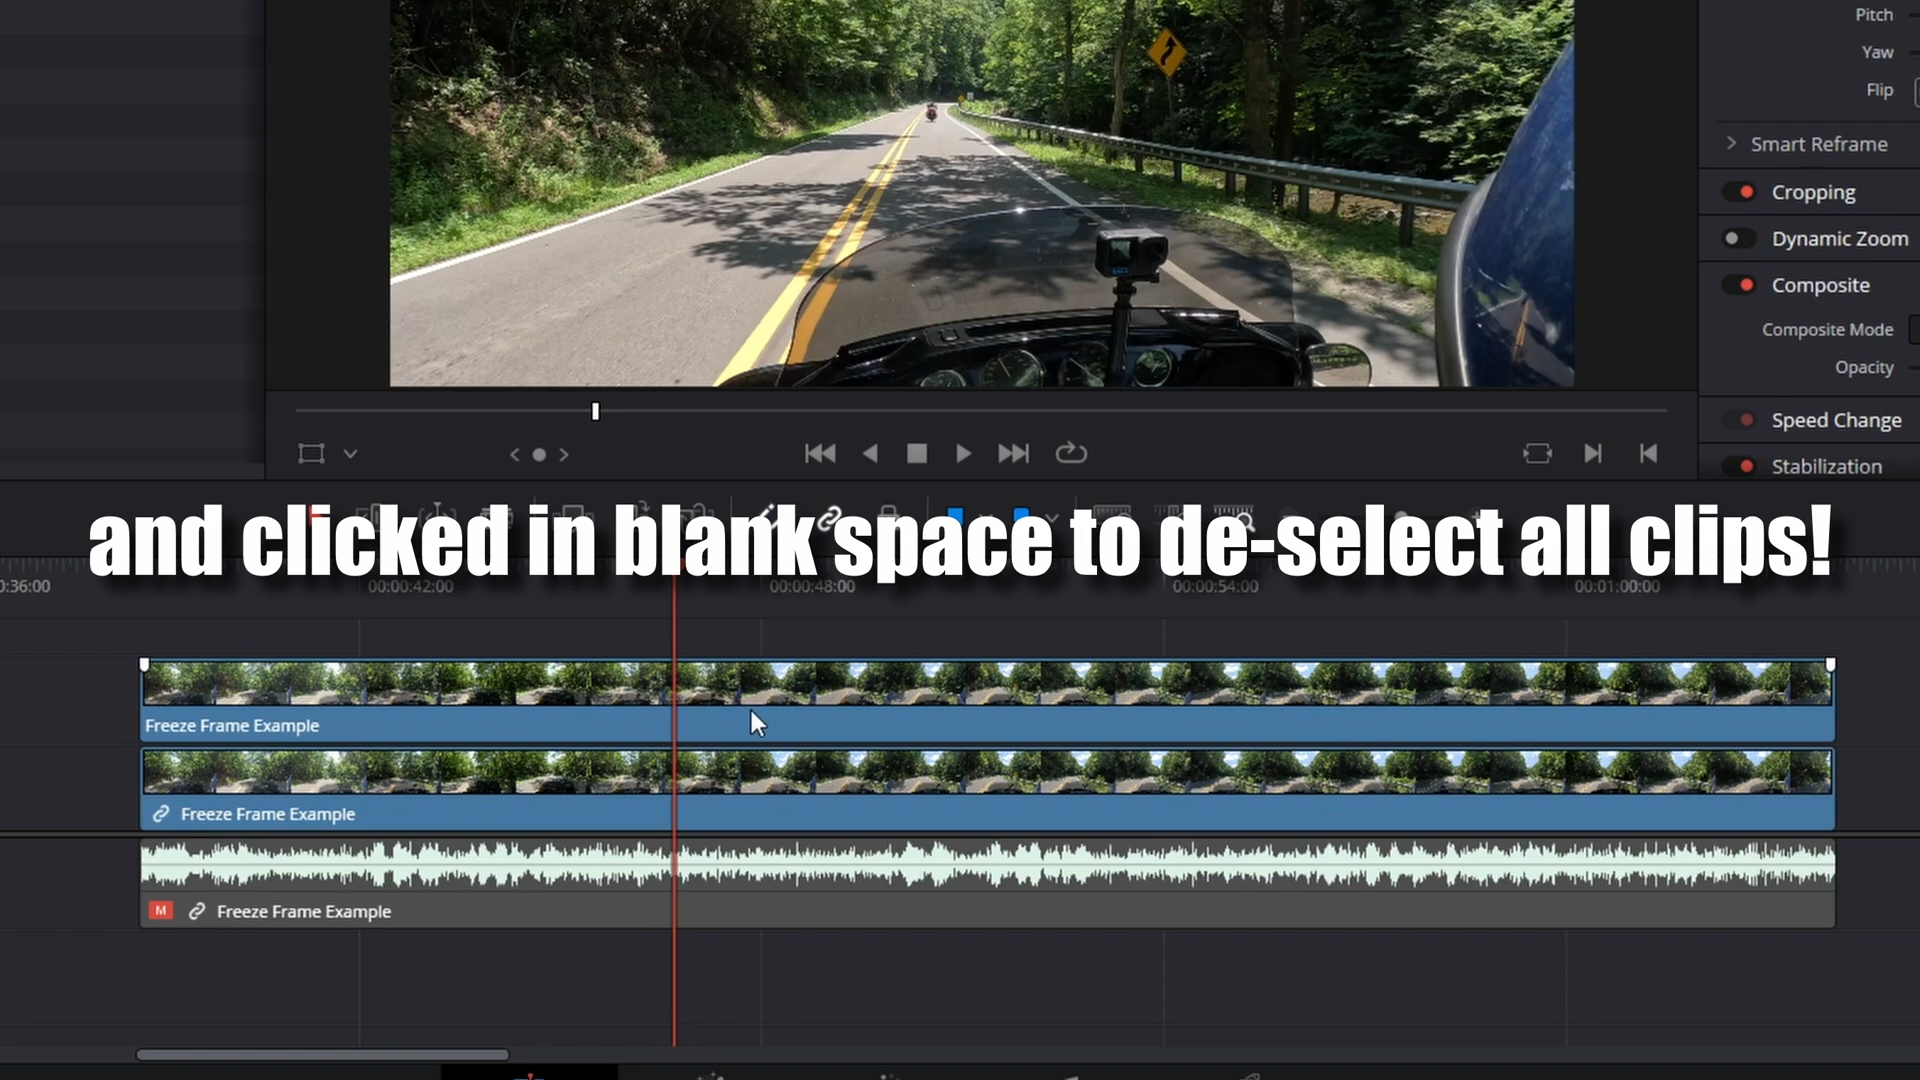 Pitch
Yaw
Flip
Smart Reframe
Cropping
Dynamic Zoom
Composite
Composite Mode
Opacity
Speed Change
Stabilization
and clicked in blank space to de-select all clips!
0:36:00
00:00:42:00
00:00:48:00
00:00:54:00
00:01:00:00
Freeze Frame Example
Freeze Frame Example
M Freeze Frame Example